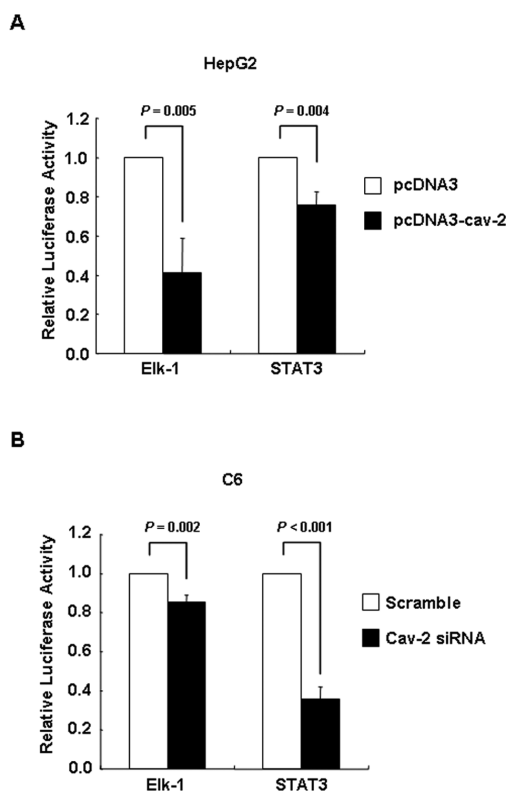 A
HepG2
P = 0.005
P = 0.004
Relative Luciferase Activity
1.2
1.0
0.8
0.6
0.4
0.2
0.0
Elk-1
STAT3
pcDNA3
pcDNA3-cav-2
B
C6
P = 0.002
P < 0.001
Relative Luciferase Activity
1.2
1.0
0.8
0.6
0.4
0.2
0.0
Elk-1
STAT3
Scramble
Cav-2 siRNA